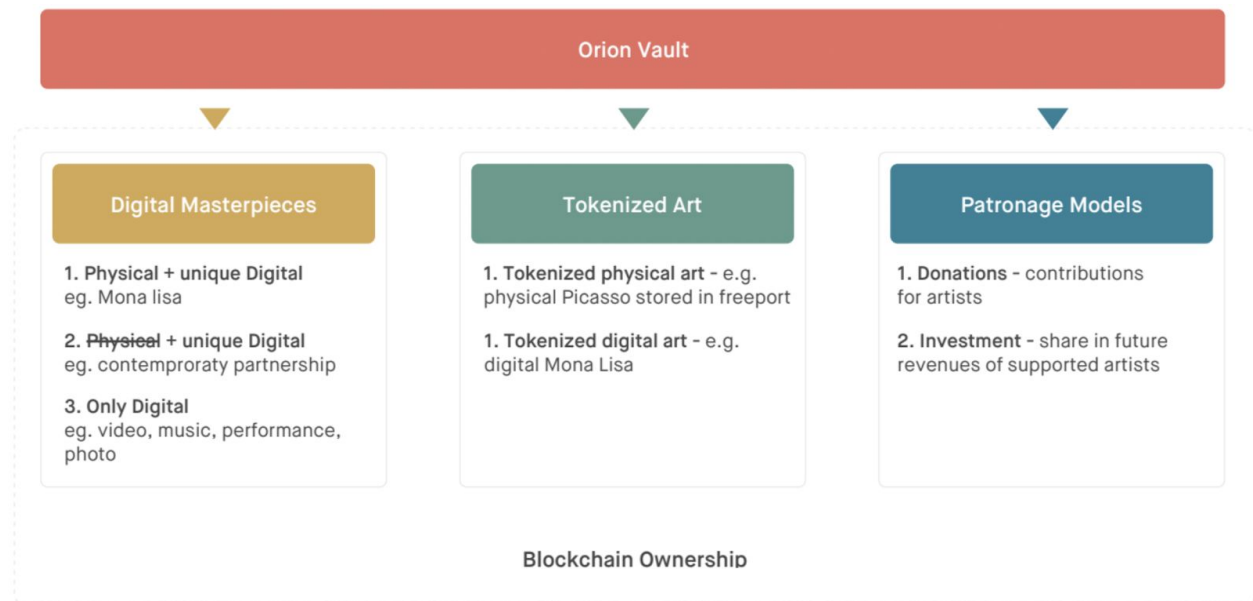 Orion Vault
Digital Masterpieces
1. Physical + unique Digital
eg. Mona lisa
2. Physical + unique Digital
eg. contemproraty partnership
3. Only Digital
eg. video, music, performance,
photo
Tokenized Art
1. Tokenized physical art - e.g.
physical Picasso stored in freeport
1. Tokenized digital art - e.g.
digital Mona Lisa
Patronage Models
1. Donations - contributions
for artists
2. Investment - share in future
revenues of supported artists
Blockchain Ownership